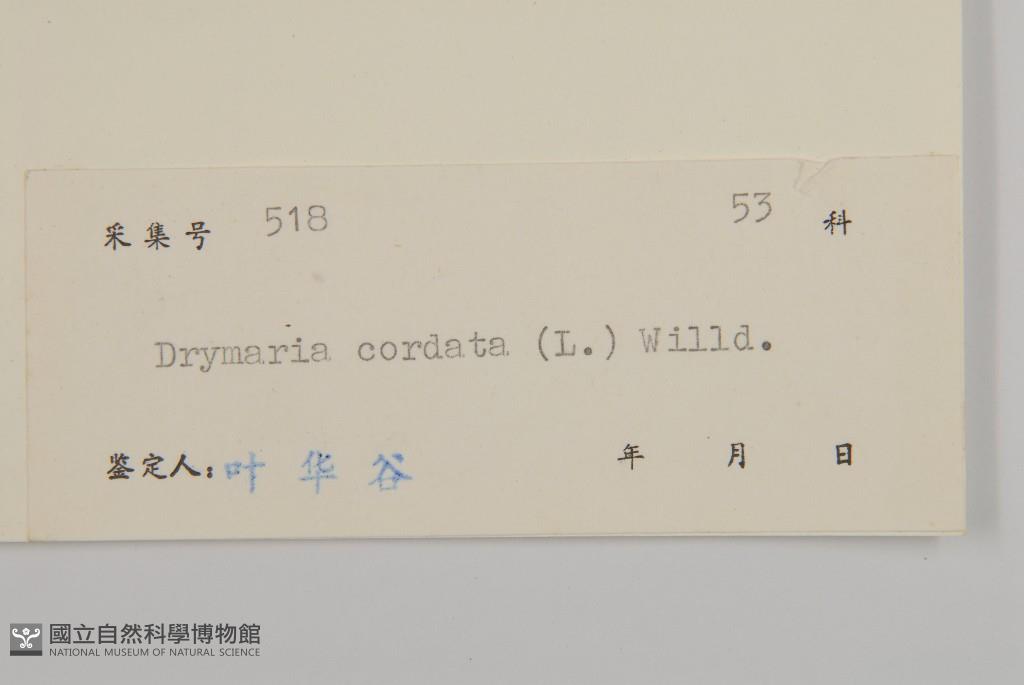 采集号 518 53 科
Drymaria cordata (L.) Willd.
鉴定人: 叶华谷 年 月 日
國立自然科學博物館
NATIONAL MUSEUM OF NATURAL SCIENCE